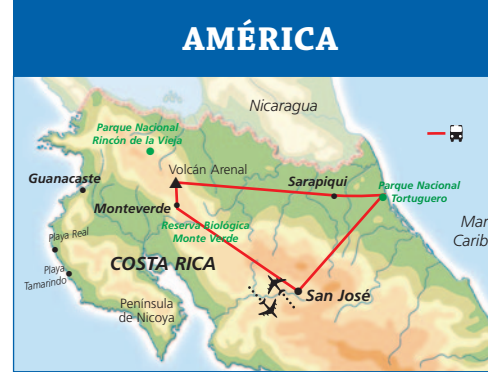 AMÉRICA
Nicaragua
Parque Nacional
Rincón de la Vieja
Volcán Arenal
Guanacaste
Sarapiqui
Parque Nacional
Tortuguero
Monteverde
Reserva Biológica
Monte Verde
Mar
Carib
Playa Real
COSTA RICA
Playa
Tamarindo
San José
Península
de Nicoya